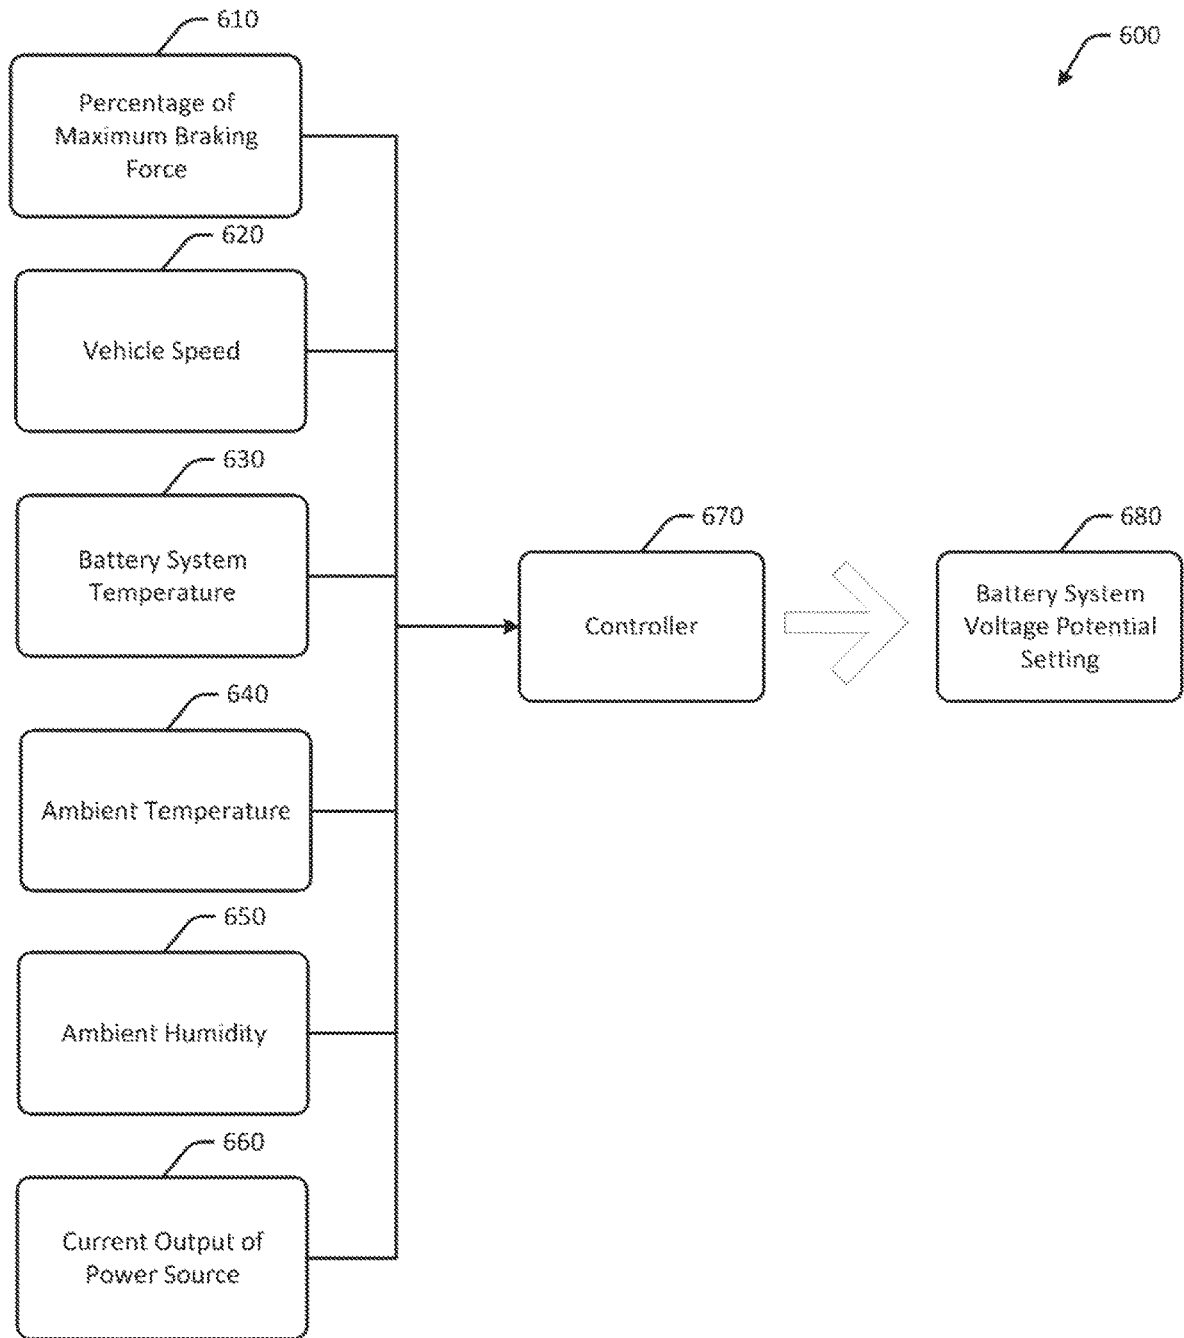 610
600
Percentage of
Maximum Braking
Force
620
Vehicle Speed
630
Battery System
Temperature
670
680
Controller
Battery System
Voltage Potential
Setting
640
Ambient Temperature
650
Ambient Humidity
660
Current Output of
Power Source